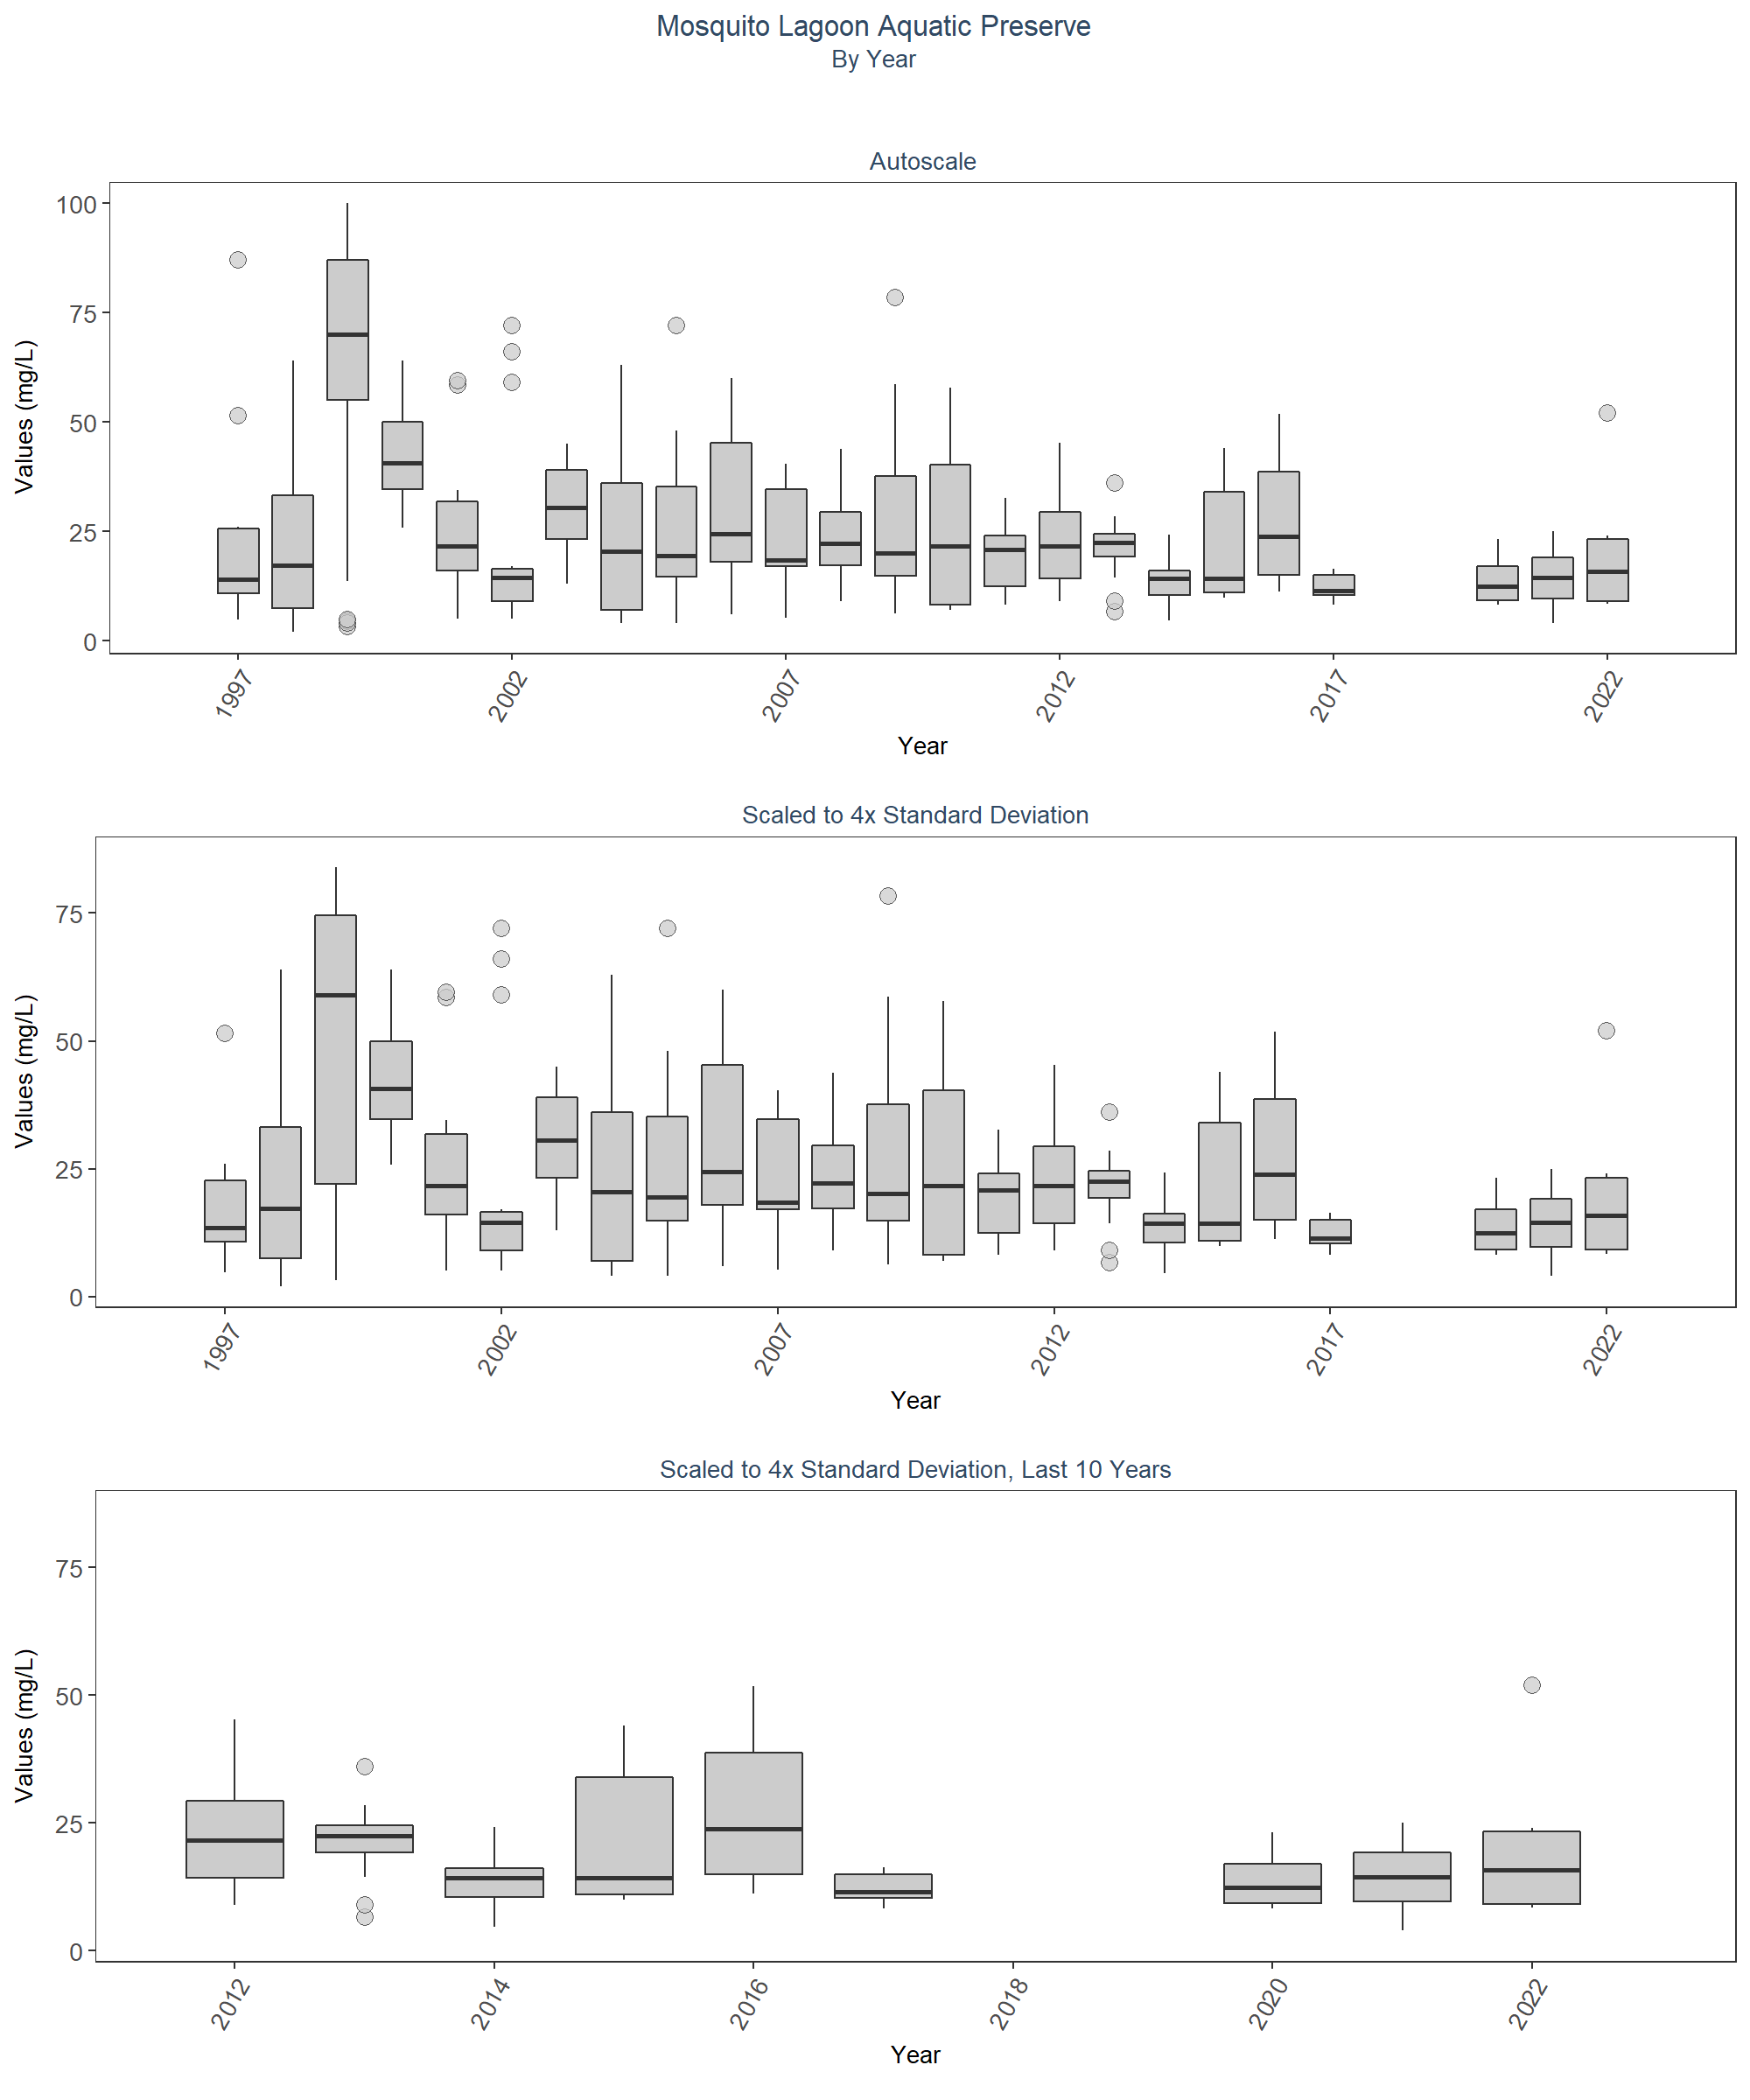 Mosquito Lagoon Aquatic Preserve
By Year
Autoscale
Values (mg/L)
100
75
50
25
0
1997
2002
2007
2012
2017
2022
Year
Scaled to 4x Standard Deviation
Values (mg/L)
75
50
25
0
1997
2002
2007
2012
2017
2022
Year
Scaled to 4x Standard Deviation, Last 10 Years
Values (mg/L)
75
50
25
0
2012
2014
2016
2018
2020
2022
Year